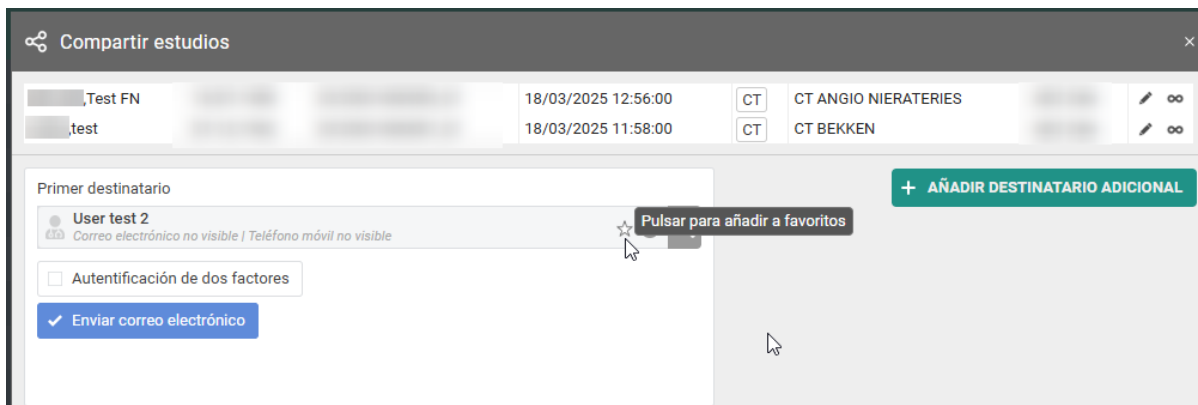 Compartir estudios
,Test FN 18/03/2025 12:56:00 CT CT ANGIO NIERATERIES
,test 18/03/2025 11:58:00 CT CT BEKKEN
Primer destinatario
+ AÑADIR DESTINATARIO ADICIONAL
User test 2
Pulsar para añadir a favoritos
Correo electrónico no visible | Teléfono móvil no visible
Autentificación de dos factores
Enviar correo electrónico